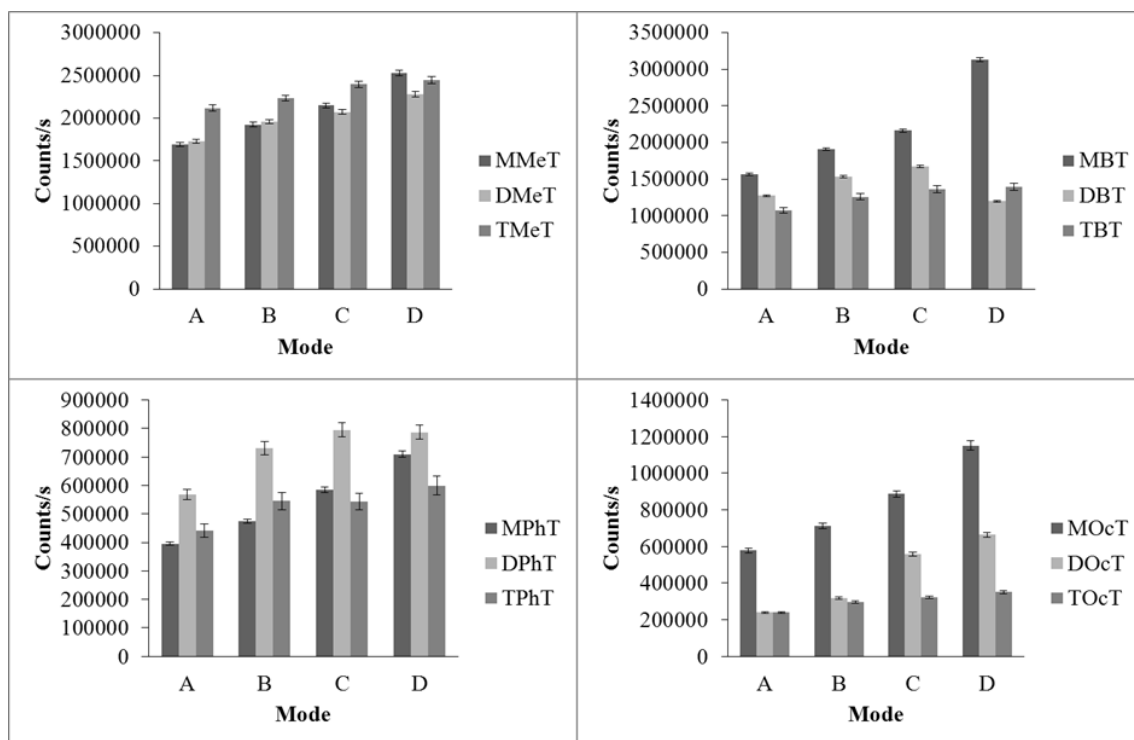 3000000
2500000
2000000
1500000
1000000
500000
0
Counts/s
A B C D
Mode
MMeT
DMeT
TMeT
3500000
3000000
2500000
2000000
1500000
1000000
500000
0
Counts/s
A B C D
Mode
MBT
DBT
TBT
900000
800000
700000
600000
500000
400000
300000
200000
100000
0
Counts/s
A B C D
Mode
MPhT
DPhT
TPhT
1400000
1200000
1000000
800000
600000
400000
200000
0
Counts/s
A B C D
Mode
MOcT
DOcT
TOcT